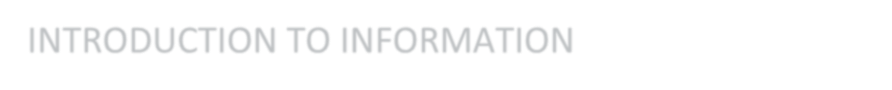 INTRODUCTION TO INFORMATION